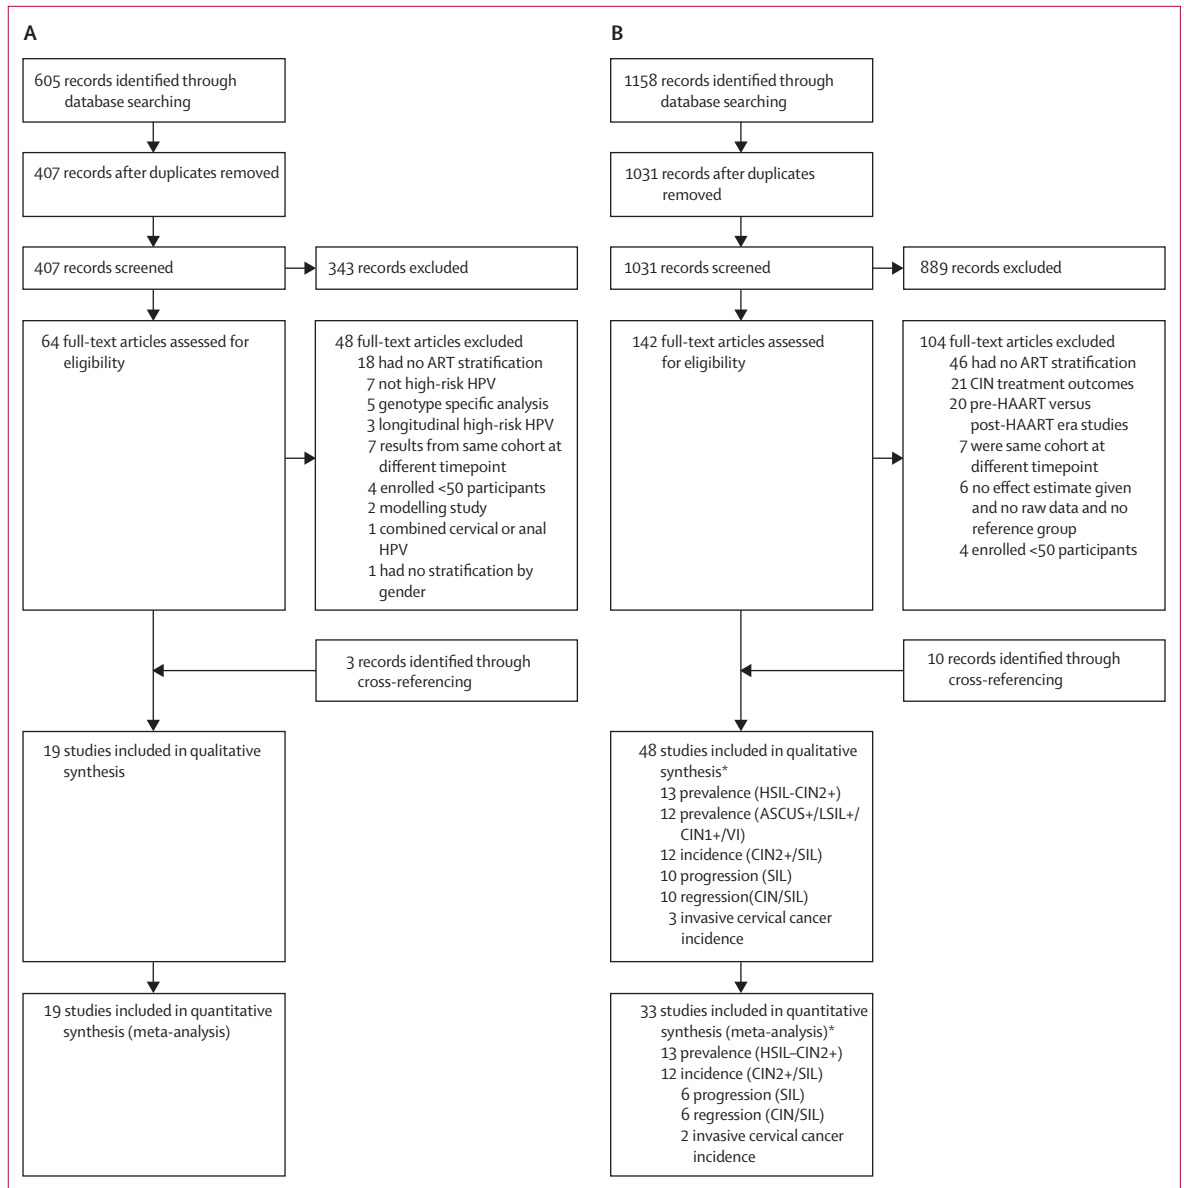 A
605 records identified through
database searching
407 records after duplicates removed
407 records screened
343 records excluded
64 full-text articles assessed for
eligibility
48 full-text articles excluded
18 had no ART stratification
7 not high-risk HPV
5 genotype specific analysis
3 longitudinal high-risk HPV
7 results from same cohort at
different timepoint
4 enrolled <50 participants
2 modelling study
1 combined cervical or anal
HPV
1 had no stratification by
gender
3 records identified through
cross-referencing
19 studies included in qualitative
synthesis
19 studies included in quantitative
synthesis (meta-analysis)
B
1158 records identified through
database searching
1031 records after duplicates
removed
1031 records screened
889 records excluded
142 full-text articles assessed
for eligibility
104 full-text articles excluded
46 had no ART stratification
21 CIN treatment outcomes
20 pre-HAART versus
post-HAART era studies
7 were same cohort at
different timepoint
6 no effect estimate given
and no raw data and no
reference group
4 enrolled <50 participants
10 records identified through
cross-referencing
48 studies included in qualitative
synthesis*
13 prevalence (HSIL-CIN2+)
12 prevalence (ASCUS+/LSIL+/
CIN1+/VI)
12 incidence (CIN2+/SIL)
10 progression (SIL)
10 regression(CIN/SIL)
3 invasive cervical cancer
incidence
33 studies included in quantitative
synthesis (meta-analysis)*
13 prevalence (HSIL–CIN2+)
12 incidence (CIN2+/SIL)
6 progression (SIL)
6 regression (CIN/SIL)
2 invasive cervical cancer
incidence